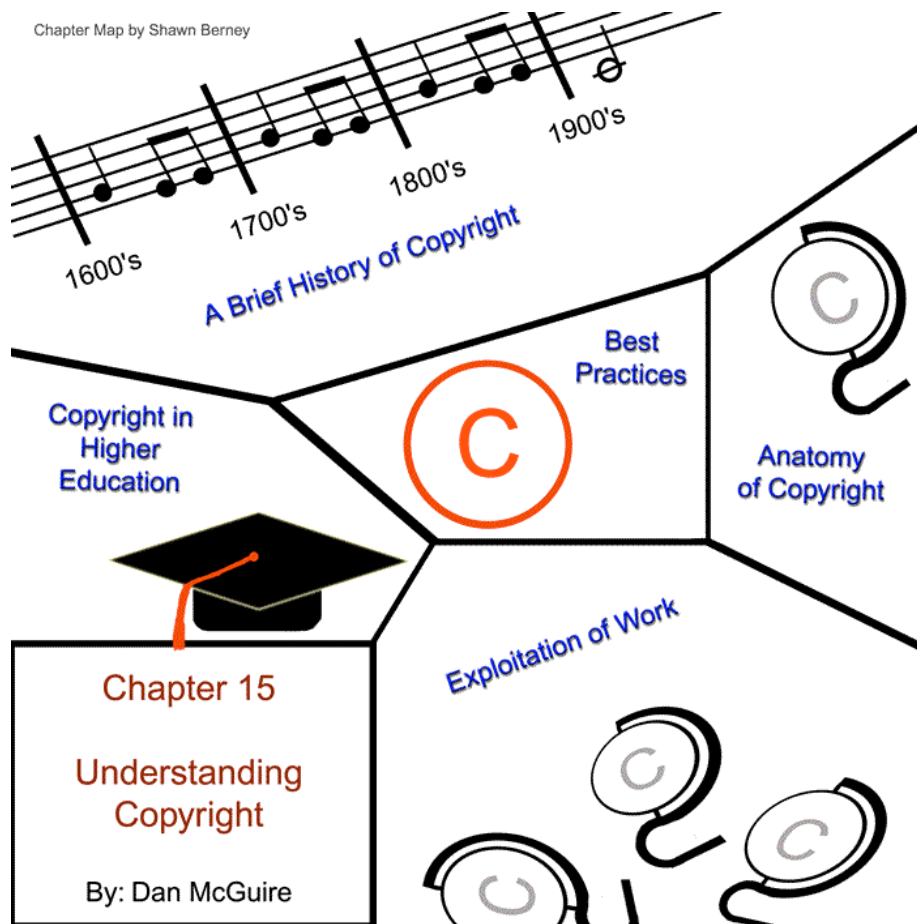 Chapter Map by Shawn Berney
1600's
1700's
1800's
1900's
A Brief History of Copyright
Best
Practices
C
C
Copyright in
Higher
Education
Anatomy
of Copyright
Exploitation of Work
Chapter 15
Understanding
Copyright
By: Dan McGuire
C
C
C